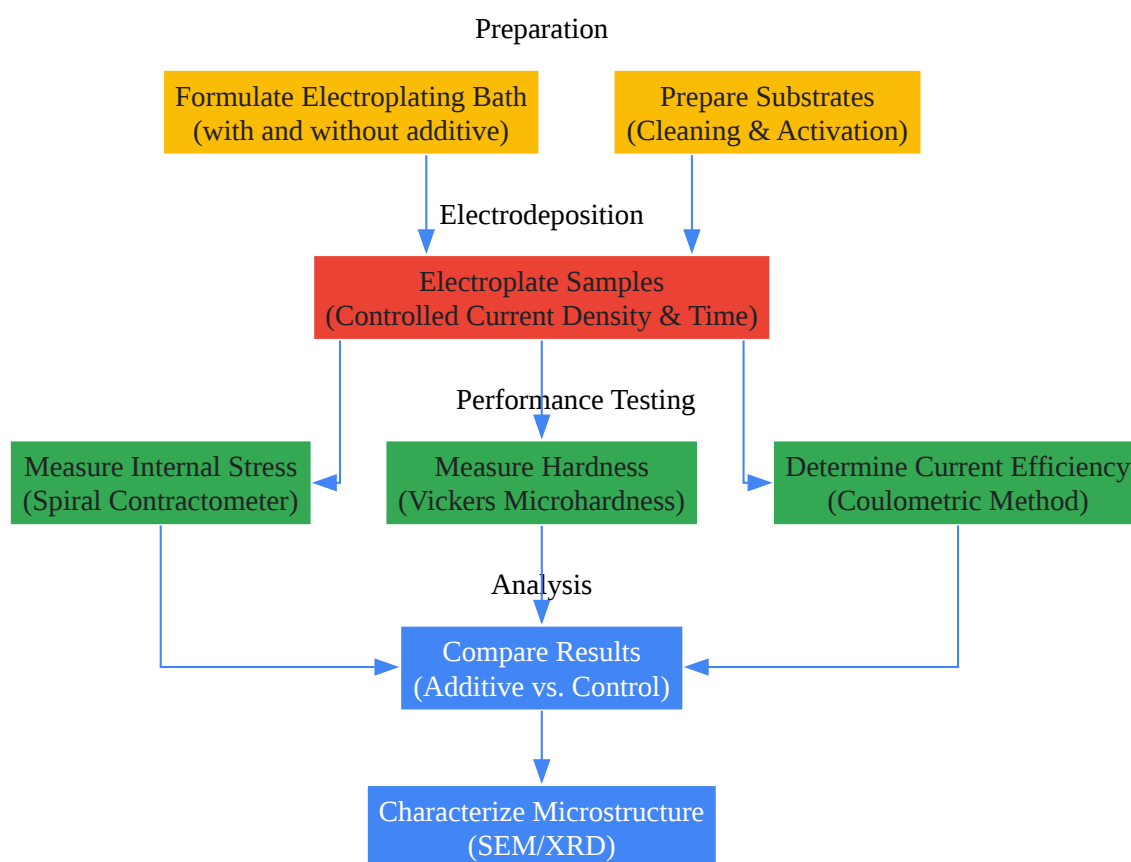 Preparation
Formulate Electroplating Bath
(with and without additive)
Prepare Substrates
(Cleaning & Activation)
Electrodeposition
Electroplate Samples
(Controlled Current Density & Time)
Performance Testing
Measure Internal Stress
(Spiral Contractometer)
Measure Hardness
(Vickers Microhardness)
Determine Current Efficiency
(Coulometric Method)
Analysis
Compare Results
(Additive vs. Control)
Characterize Microstructure
(SEM/XRD)